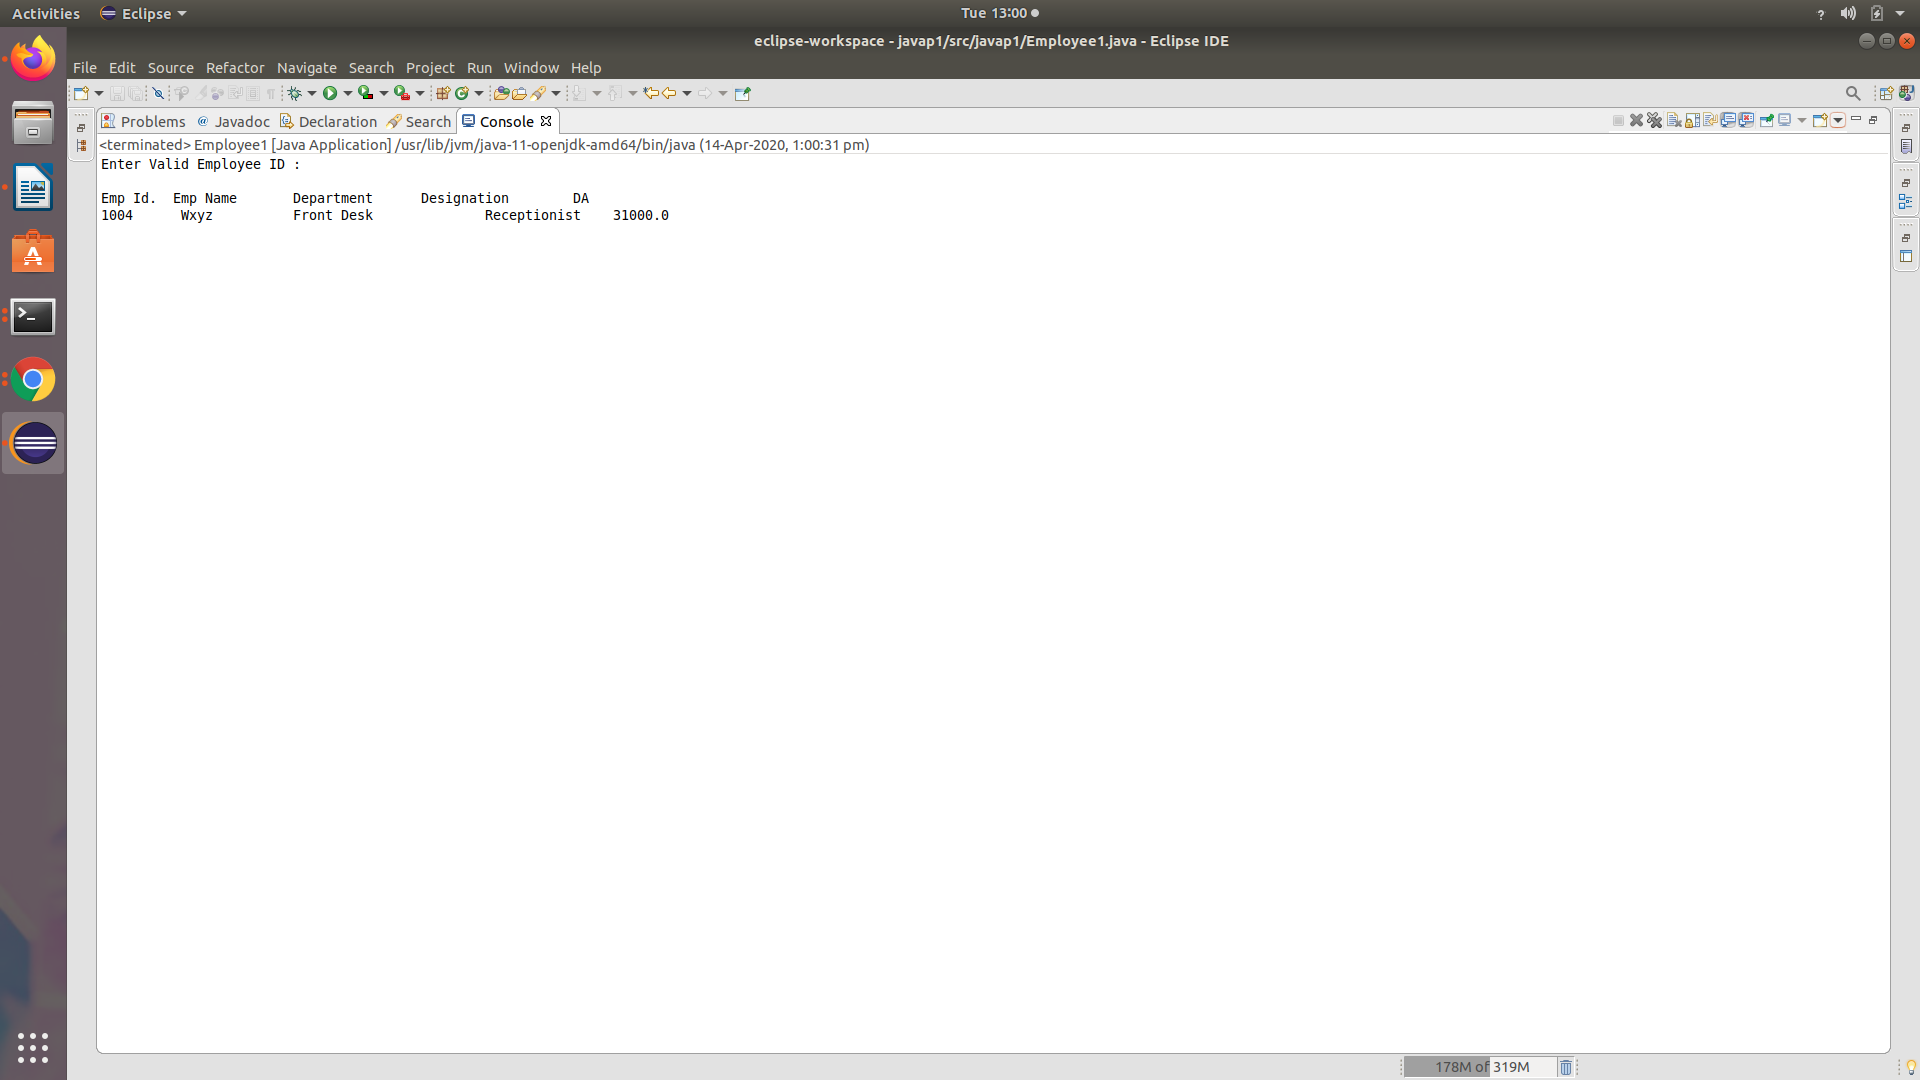 Activities Eclipse Tue 13:00
eclipse-workspace - javap1/src/javap1/Employee1.java - Eclipse IDE
File Edit Source Refactor Navigate Search Project Run Window Help
Problems @ Javadoc Declaration Search Console
<terminated> Employee1 [Java Application] /usr/lib/jvm/java-11-openjdk-amd64/bin/java (14-Apr-2020, 1:00:31 pm)
Enter Valid Employee ID :
Emp Id. Emp Name Department Designation DA
1004 Wxyz Front Desk Receptionist 31000.0
178M of 319M